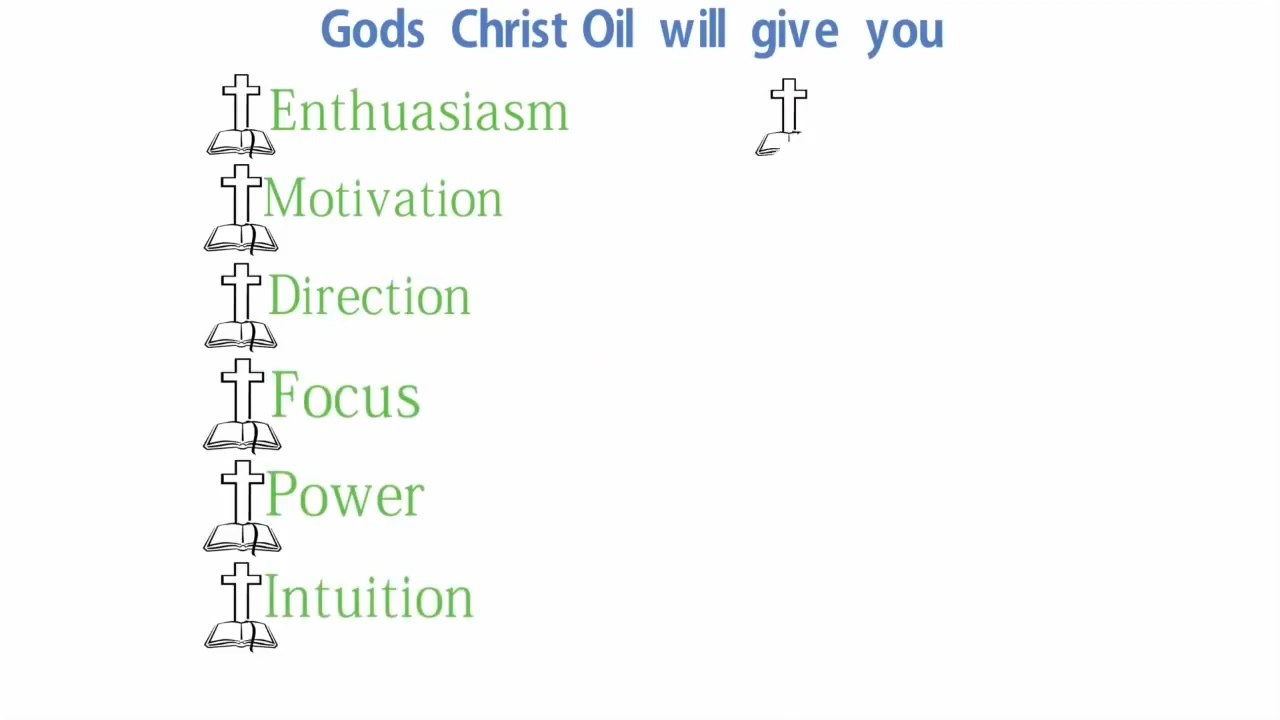 Gods Christ Oil will give you
Enthuasiasm
Motivation
Direction
Focus
Power
Intuition